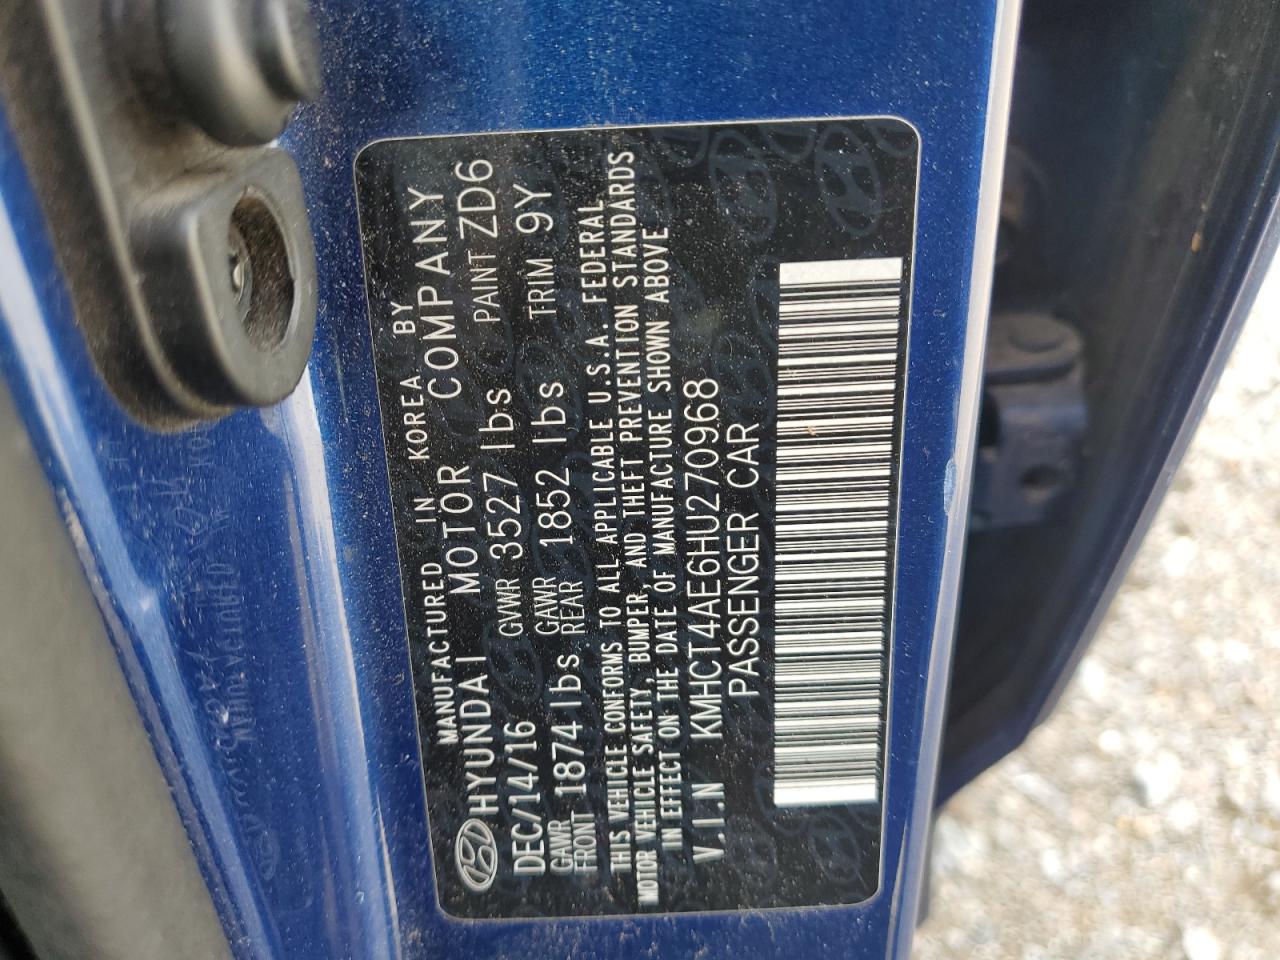 MANUFACTURED IN KOREA BY
HYUNDAI MOTOR COMPANY
DEC/14/16 GVWR 3527 lbs PAINT ZD6
GAWR FRONT 1874 lbs GAWR REAR 1852 lbs TRIM 9Y
THIS VEHICLE CONFORMS TO ALL APPLICABLE U.S.A. FEDERAL
MOTOR VEHICLE SAFETY, BUMPER, AND THEFT PREVENTION STANDARDS
IN EFFECT ON THE DATE OF MANUFACTURE SHOWN ABOVE
V.I.N KMHCT4AE6HU270968
PASSENGER CAR